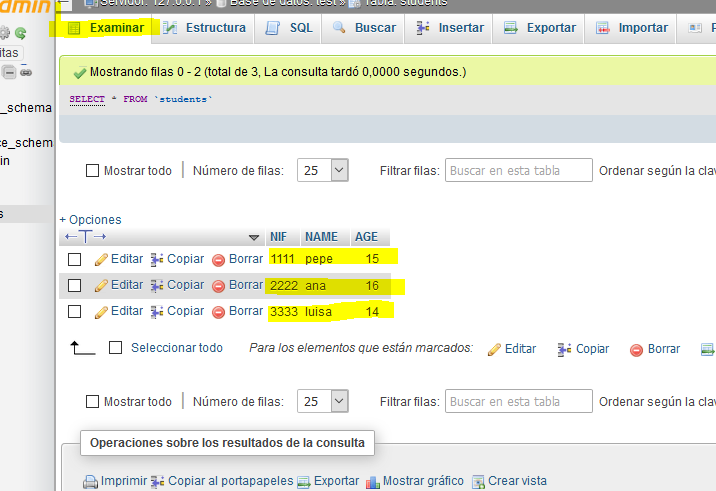 dmin
Servidor: 127.0.0.1 » Base de datos: test » Tabla: students
Examinar Estructura SQL Buscar Insertar Exportar Importar P
itas
_schema
ce_schem
in
s
Mostrando filas 0 - 2 (total de 3, La consulta tardó 0,0000 segundos.)
SELECT * FROM `students`
Mostrar todo | Número de filas: 25 Filtrar filas: Buscar en esta tabla Ordenar según la clav
+ Opciones
←T→ NIF NAME AGE
Editar Copiar Borrar 1111 pepe 15
Editar Copiar Borrar 2222 ana 16
Editar Copiar Borrar 3333 luisa 14
Seleccionar todo Para los elementos que están marcados: Editar Copiar Borrar
Mostrar todo | Número de filas: 25 Filtrar filas: Buscar en esta tabla Ordenar según la clav
Operaciones sobre los resultados de la consulta
Imprimir Copiar al portapapeles Exportar Mostrar gráfico Crear vista